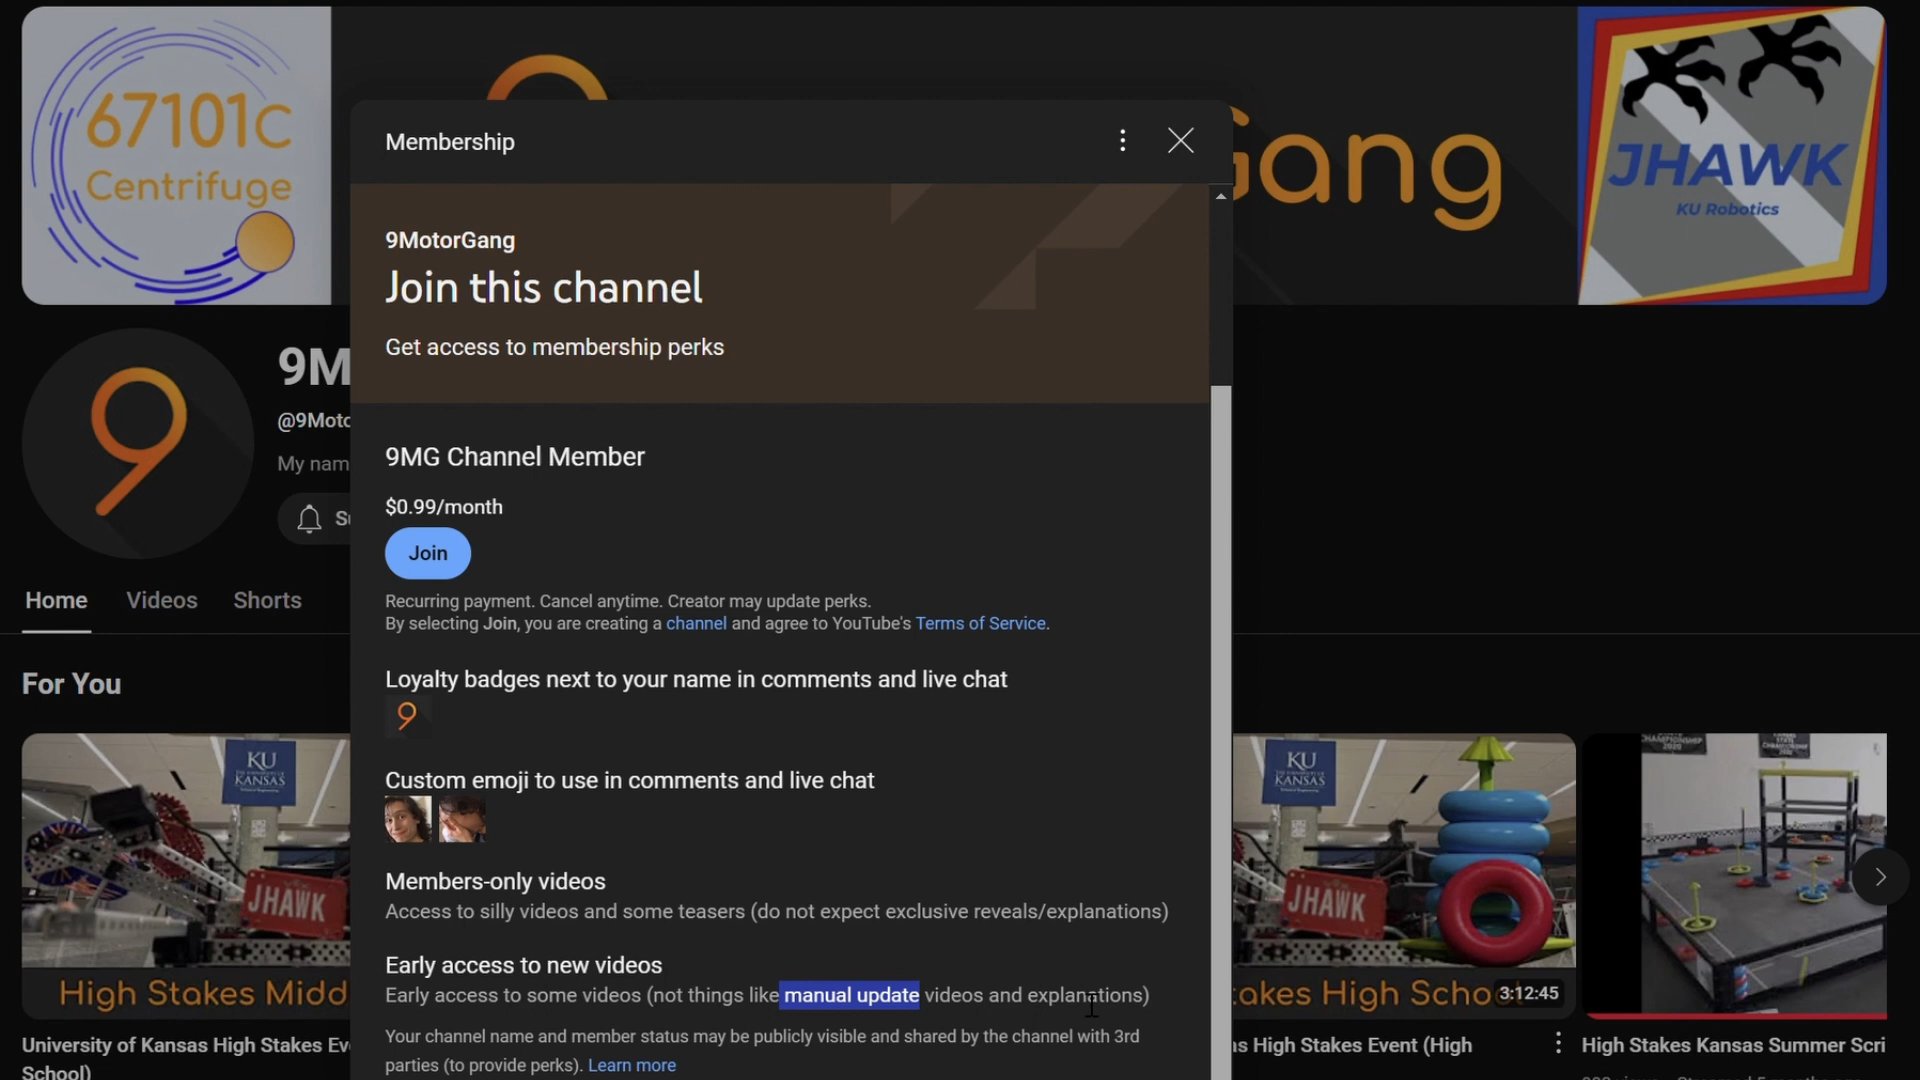 67101C
Centrifuge
Gang
JHAWK
KU Robotics
Membership
9MotorGang
Join this channel
Get access to membership perks
9M
@9Moto
My nam
9MG Channel Member
$0.99/month
Join
Recurring payment. Cancel anytime. Creator may update perks.
By selecting Join, you are creating a channel and agree to YouTube's Terms of Service.
Home
Videos
Shorts
For You
Loyalty badges next to your name in comments and live chat
9
Custom emoji to use in comments and live chat
Members-only videos
Access to silly videos and some teasers (do not expect exclusive reveals/explanations)
Early access to new videos
Early access to some videos (not things like manual update videos and explanations)
Your channel name and member status may be publicly visible and shared by the channel with 3rd
parties (to provide perks). Learn more
KU
KANSAS
JHAWK
High Stakes Midd
University of Kansas High Stakes Ev
School)
KU
KANSAS
JHAWK
takes High Schoo
3:12:45
as High Stakes Event (High
High Stakes Kansas Summer Scri